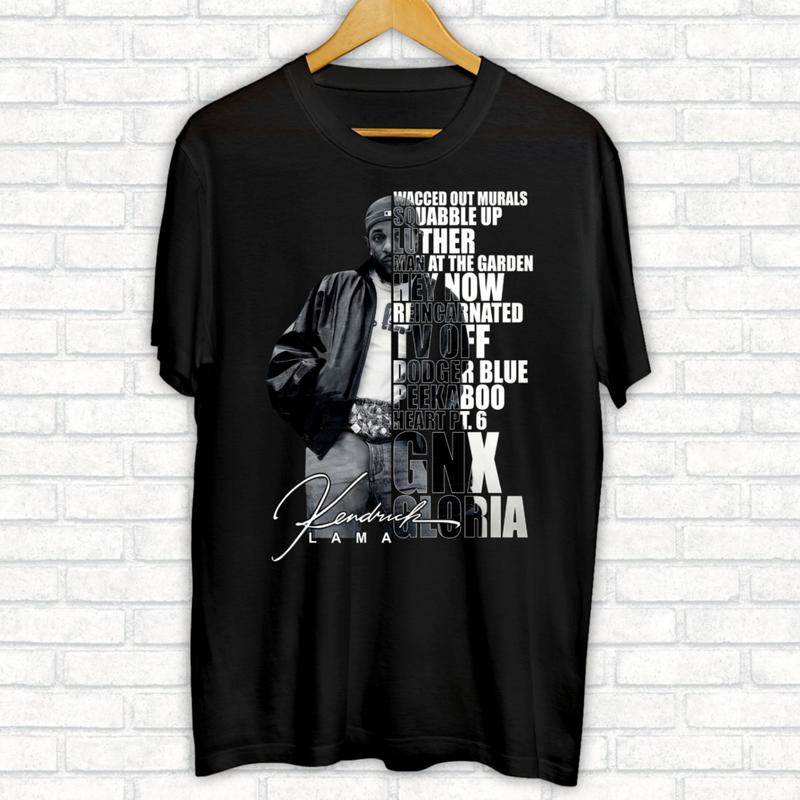 WACCED OUT MURALS
SQUABBLE UP
LUTHER
MAN AT THE GARDEN
HEY NOW
REINCARNATED
TV OFF
DODGER BLUE
PEEKABOO
HEART PT. 6
GNX
GLORIA
Kendrick
LAMA